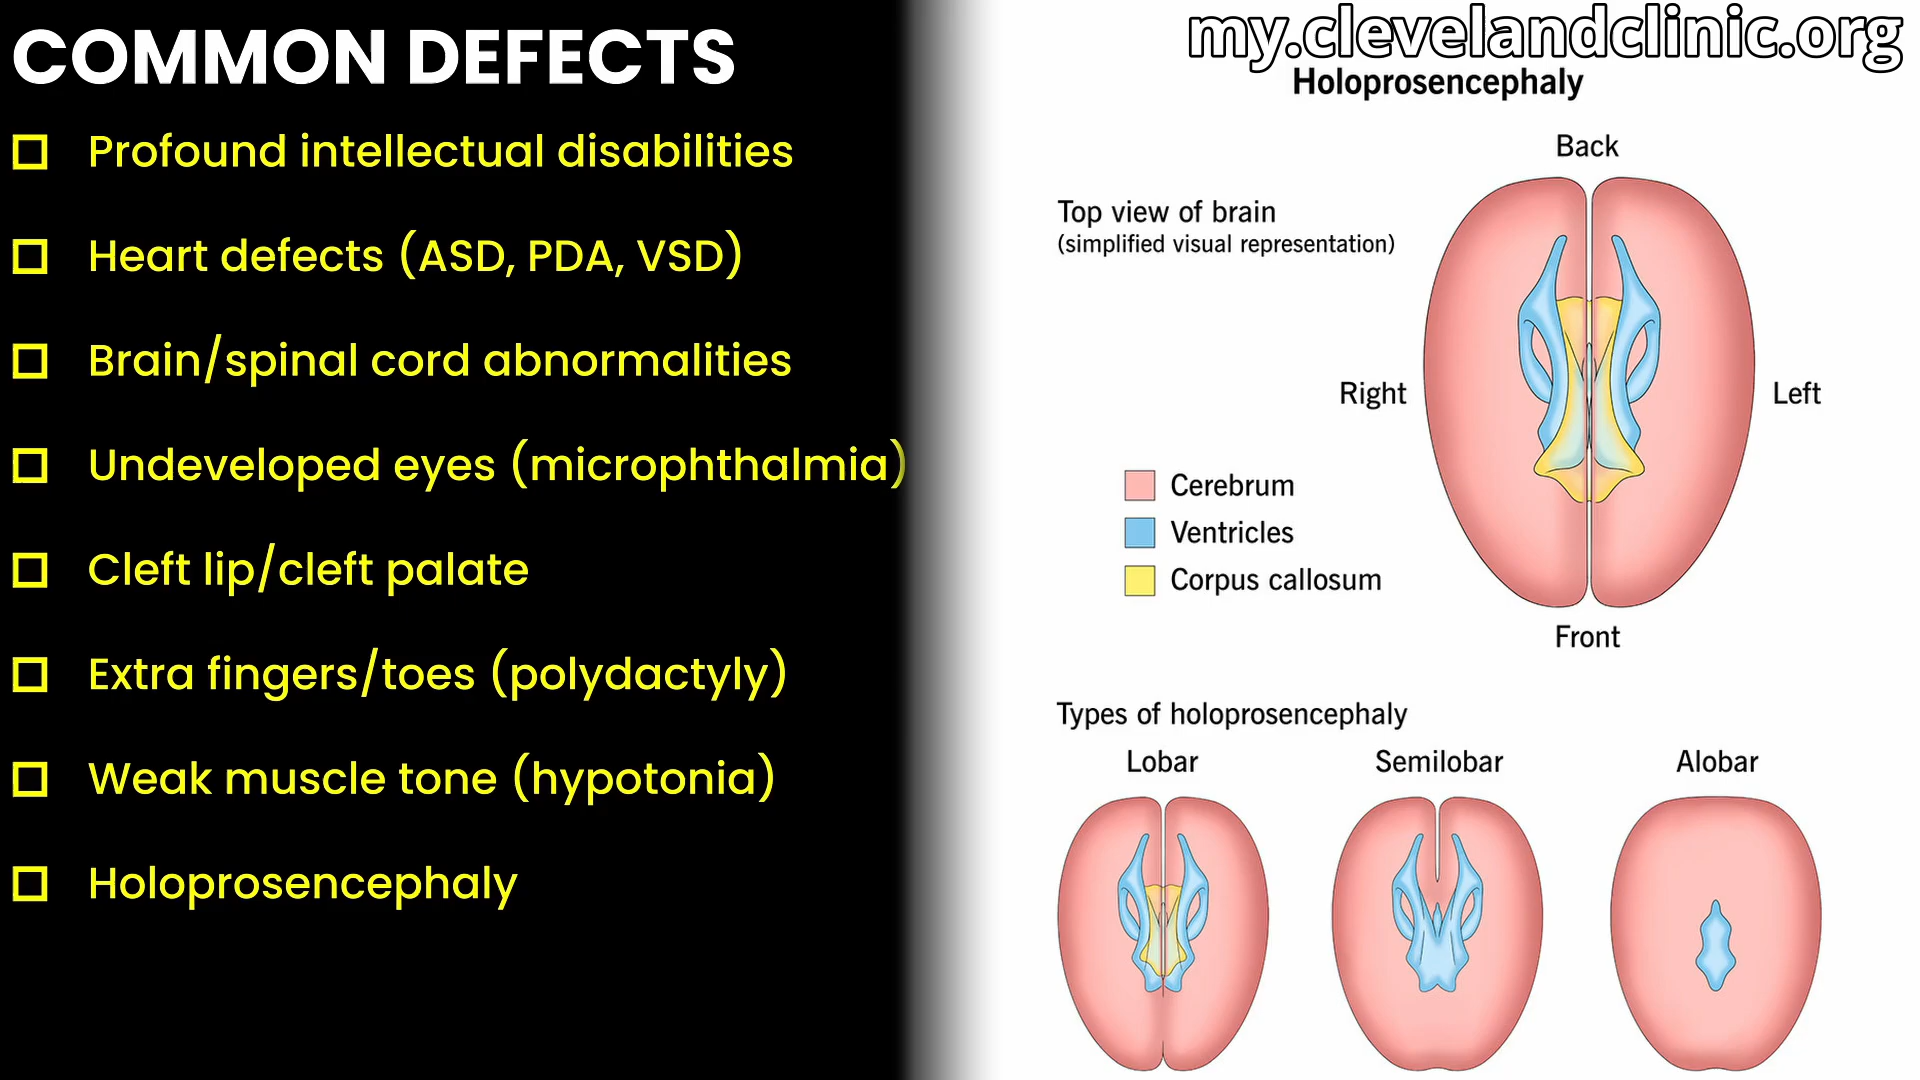 COMMON DEFECTS
Profound intellectual disabilities
Heart defects (ASD, PDA, VSD)
Brain/spinal cord abnormalities
Undeveloped eyes (microphthalmia)
Cleft lip/cleft palate
Extra fingers/toes (polydactyly)
Weak muscle tone (hypotonia)
Holoprosencephaly
my.clevelandclinic.org
Holoprosencephaly
Back
Top view of brain
(simplified visual representation)
Right
Left
Cerebrum
Ventricles
Corpus callosum
Front
Types of holoprosencephaly
Lobar
Semilobar
Alobar